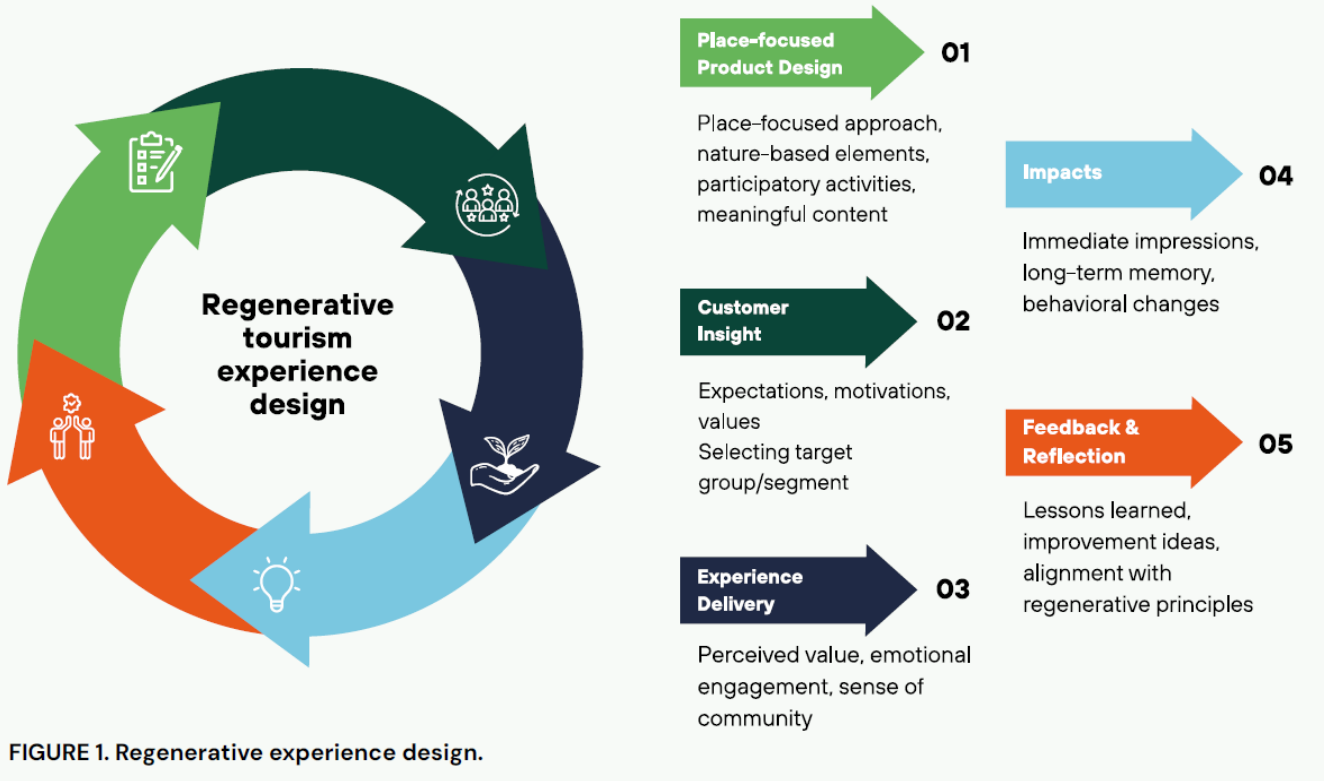 Regenerative
tourism
experience
design
Place-focused
Product Design
01
Place-focused approach,
nature-based elements,
participatory activities,
meaningful content
Customer
Insight
02
Expectations, motivations,
values
Selecting target
group/segment
Experience
Delivery
03
Perceived value, emotional
engagement, sense of
community
Impacts
04
Immediate impressions,
long-term memory,
behavioral changes
Feedback &
Reflection
05
Lessons learned,
improvement ideas,
alignment with
regenerative principles
FIGURE 1. Regenerative experience design.